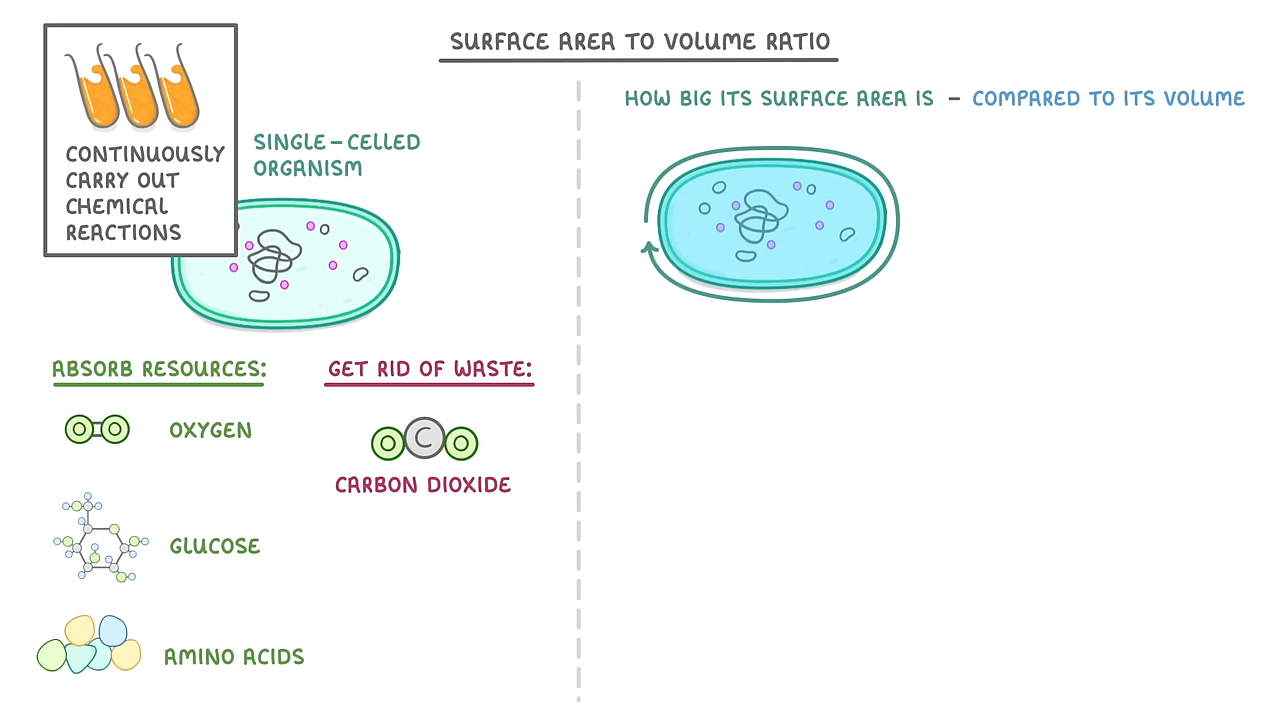 SURFACE AREA TO VOLUME RATIO
CONTINUOUSLY
CARRY OUT
CHEMICAL
REACTIONS
SINGLE-CELLED
ORGANISM
ABSORB RESOURCES:
O O
OXYGEN
GLUCOSE
AMINO ACIDS
GET RID OF WASTE:
O C O
CARBON DIOXIDE
HOW BIG ITS SURFACE AREA IS - COMPARED TO ITS VOLUME